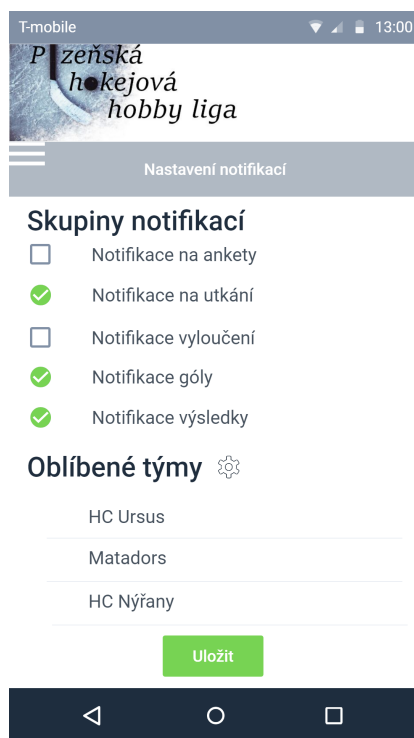 T-mobile
13:00
Plzeňská
hokejová
hobby liga
Nastavení notifikací
Skupiny notifikací
Notifikace na ankety
Notifikace na utkání
Notifikace vyloučení
Notifikace góly
Notifikace výsledky
Oblíbené týmy
HC Ursus
Matadors
HC Nýřany
Uložit